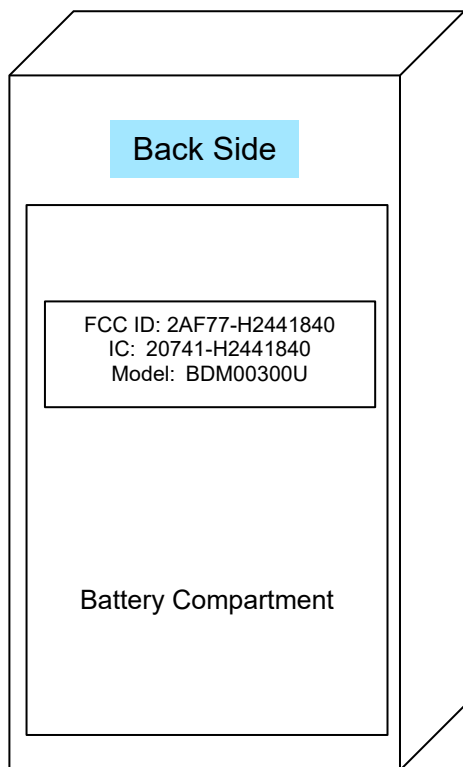 Back Side
FCC ID: 2AF77-H2441840
IC: 20741-H2441840
Model: BDM00300U
Battery Compartment